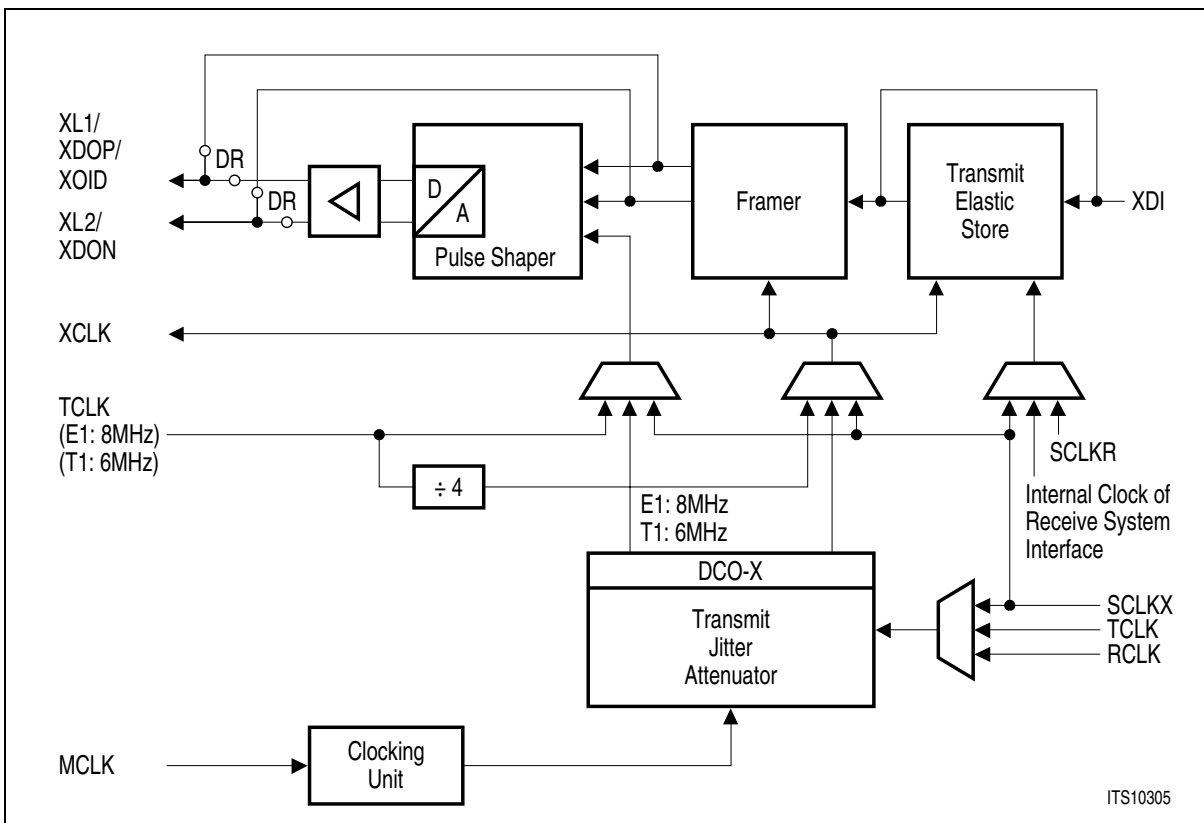 XL1/
XDOP/
XOID
DR
XL2/
XDON
DR
D
A
Pulse Shaper
Framer
Transmit
Elastic
Store
XDI
XCLK
TCLK
(E1: 8MHz)
(T1: 6MHz)
÷ 4
E1: 8MHz
T1: 6MHz
SCLKR
Internal Clock of
Receive System
Interface
DCO-X
Transmit
Jitter
Attenuator
SCLKX
TCLK
RCLK
MCLK
Clocking
Unit
ITS10305